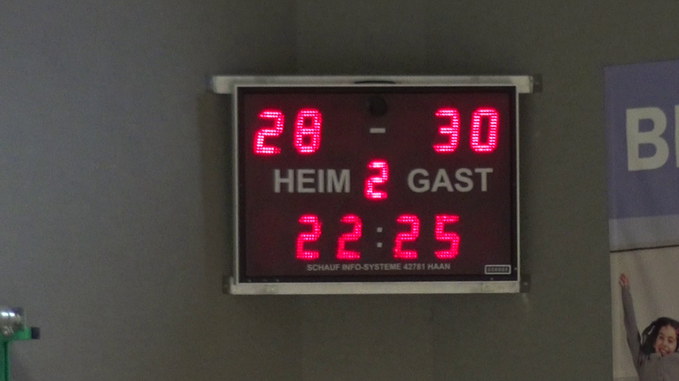 28 - 30
HEIM 2 GAST
22:25
SCHAUF INFO-SYSTEME 42781 HAAN